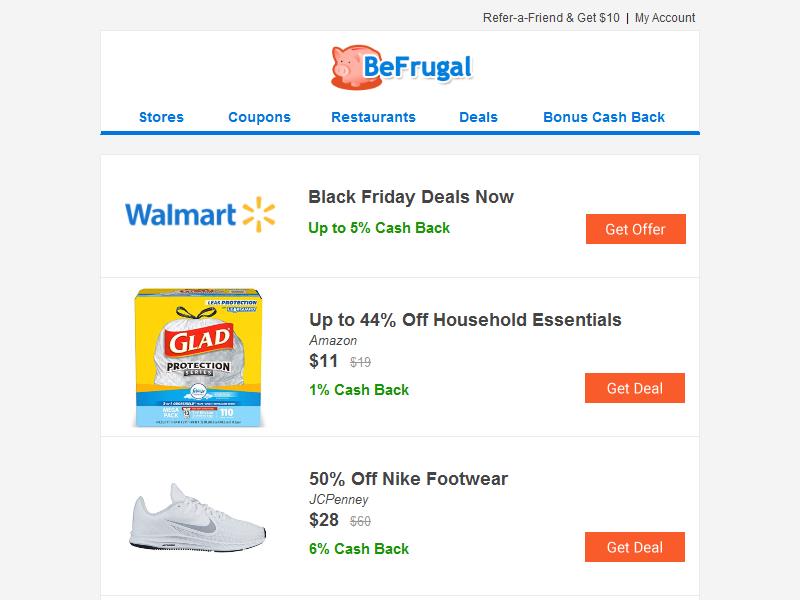 Refer-a-Friend & Get $10 | My Account
BeFrugal
Stores Coupons Restaurants Deals Bonus Cash Back
Walmart
Black Friday Deals Now
Up to 5% Cash Back
Get Offer
LEAK PROTECTION
GLAD
PROTECTION
SERIES
MEGA
PACK
110
Up to 44% Off Household Essentials
Amazon
$11 $19
1% Cash Back
Get Deal
50% Off Nike Footwear
JCPenney
$28 $60
6% Cash Back
Get Deal